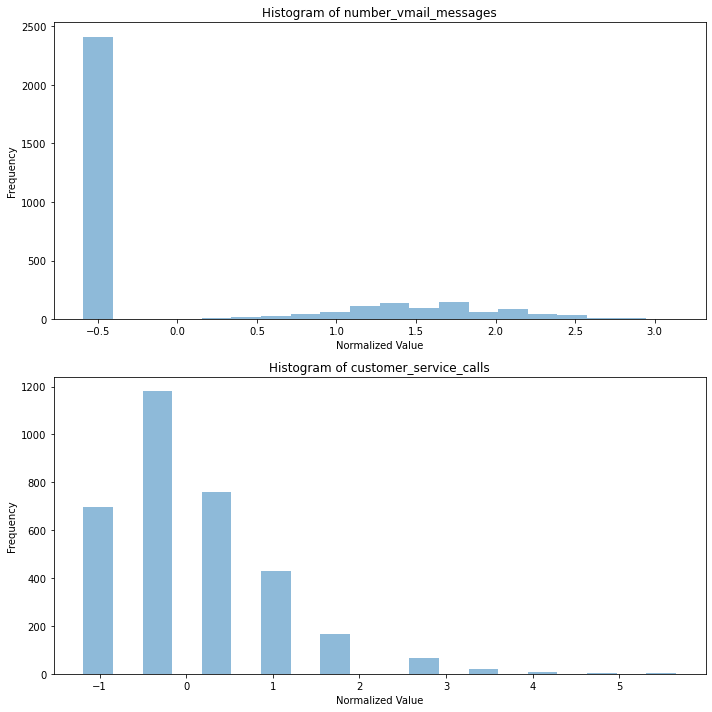 Histogram of number_vmail_messages
2500
2000
1500
1000
500
0
Frequency
−0.5 0.0 0.5 1.0 1.5 2.0 2.5 3.0
Normalized Value
Histogram of customer_service_calls
1200
1000
800
600
400
200
0
Frequency
−1 0 1 2 3 4 5
Normalized Value